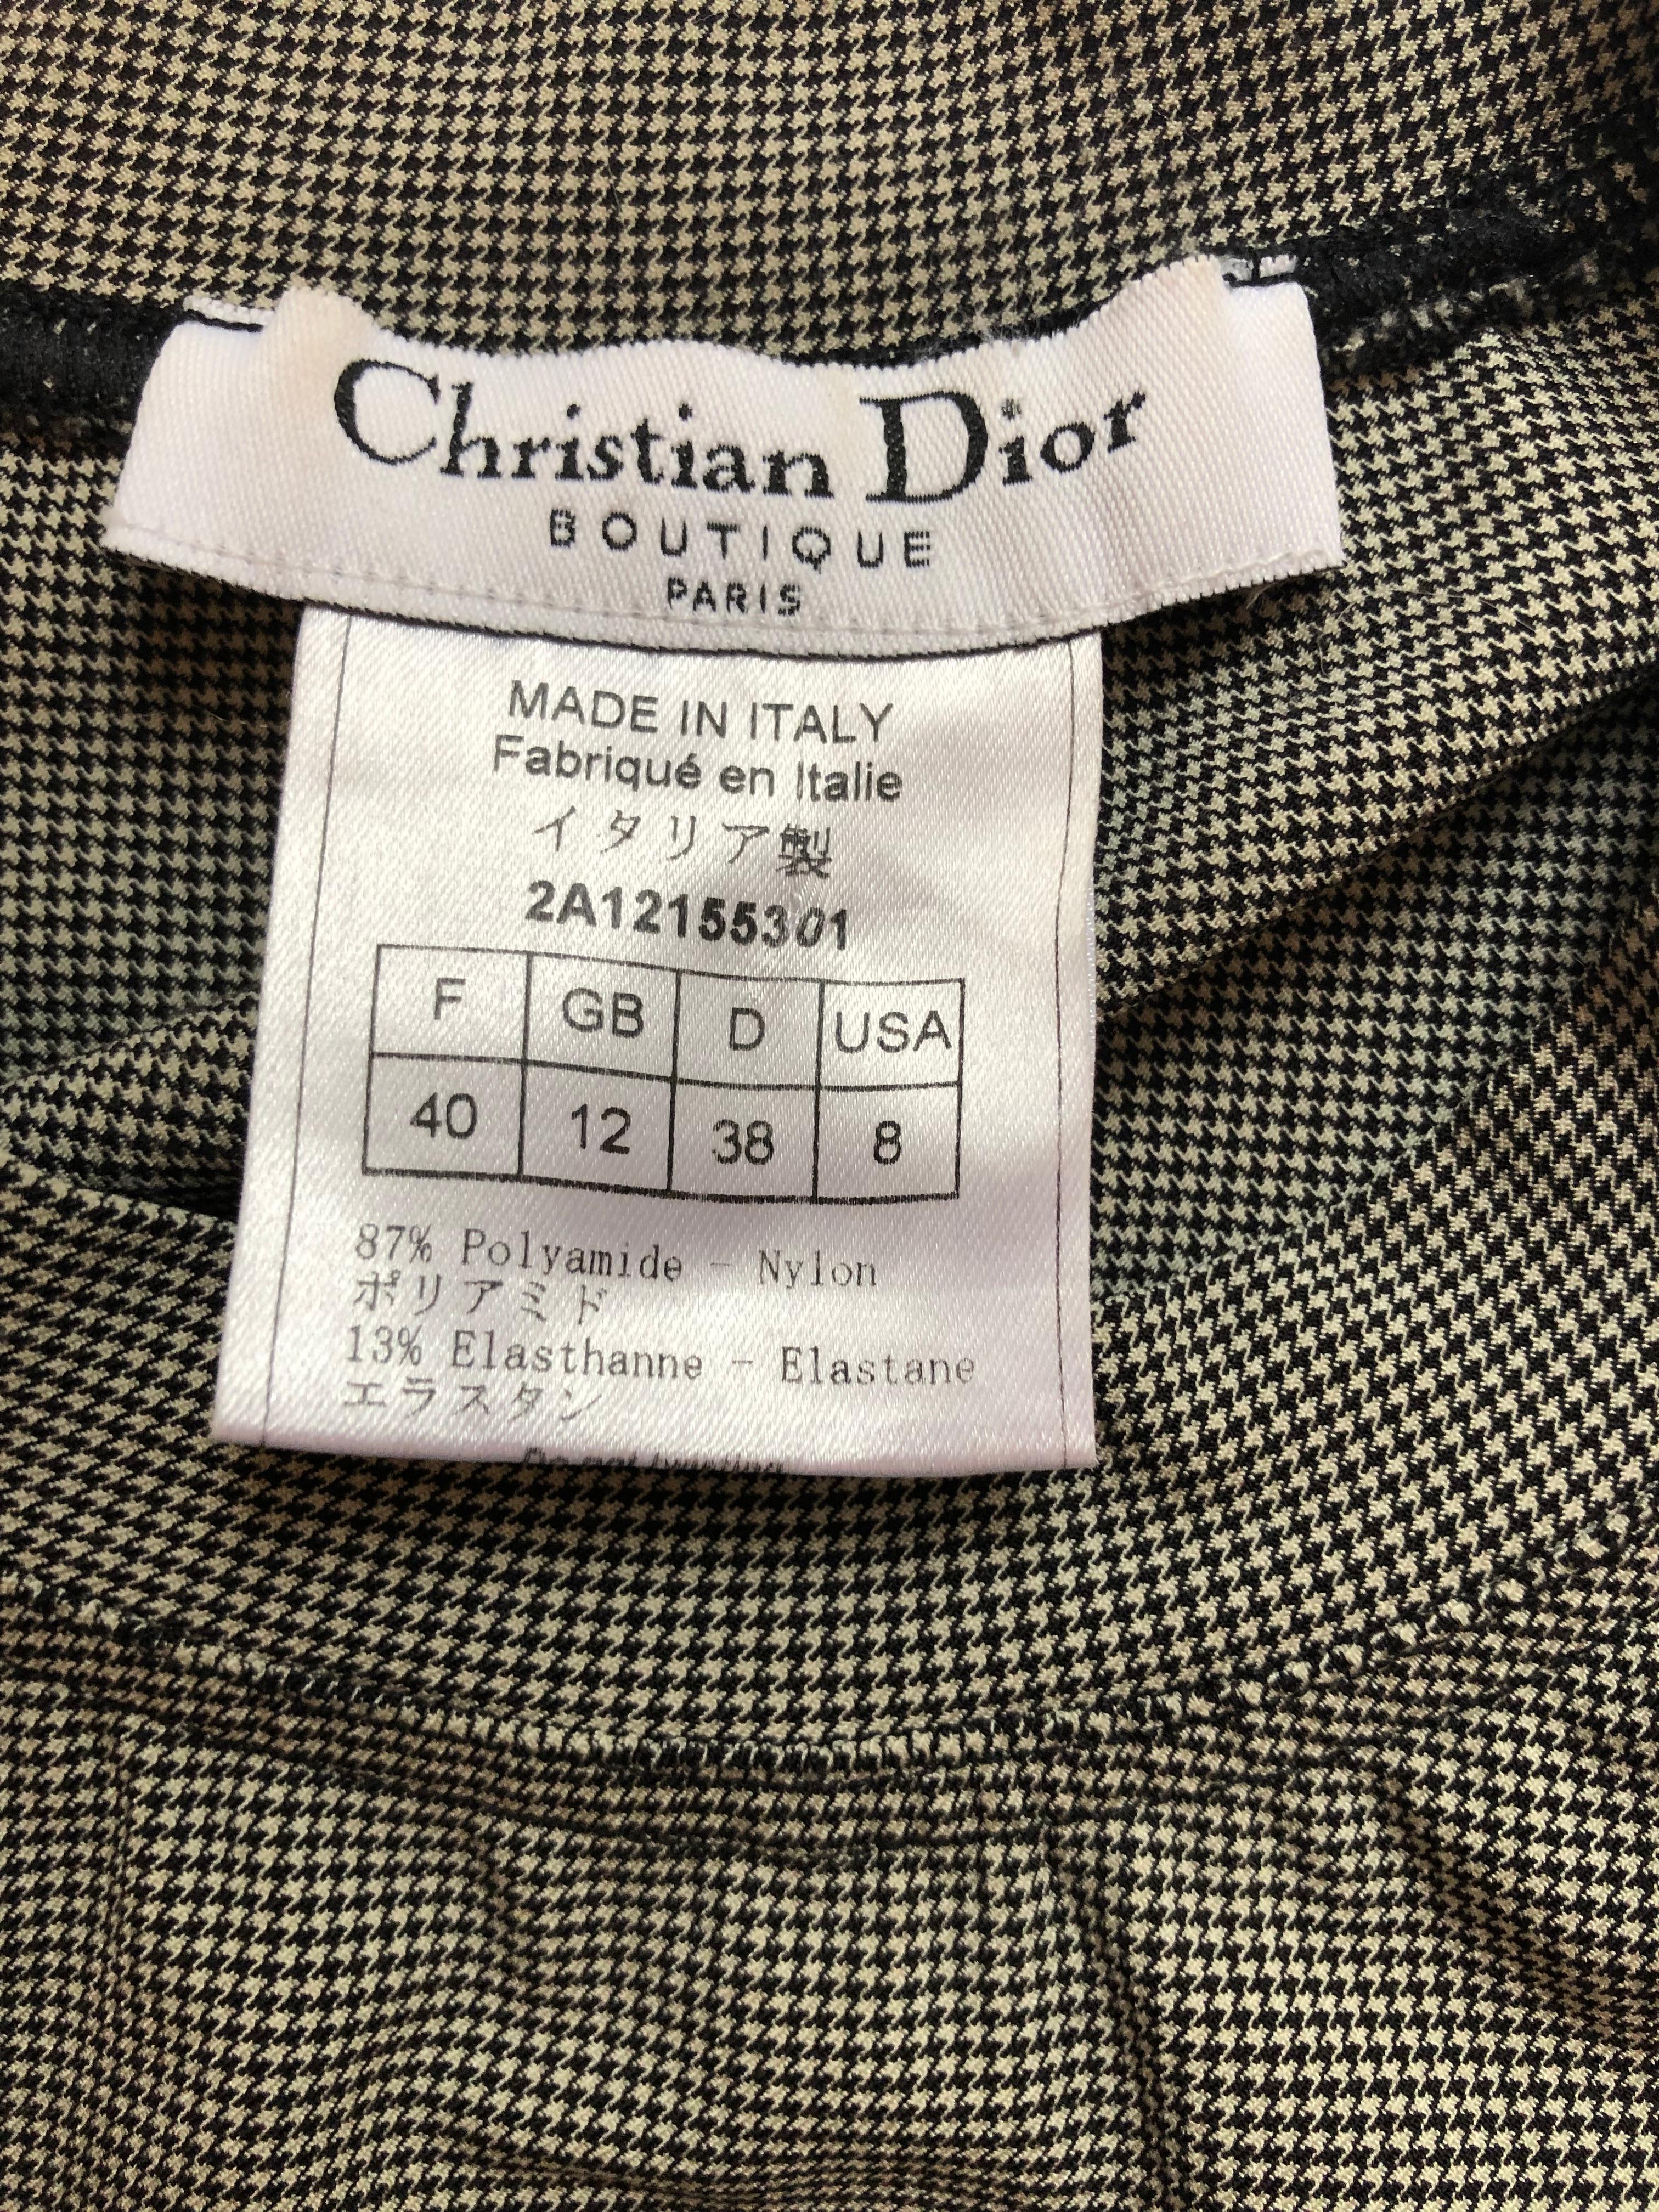 Christian Dior
BOUTIQUE
PARIS
MADE IN ITALY
Fabriqué en Italie
イタリア製
2A12155301
F GB D USA
40 12 38 8
87% Polyamide - Nylon
ポリアミド
13% Elasthanne - Elastane
エラスタン